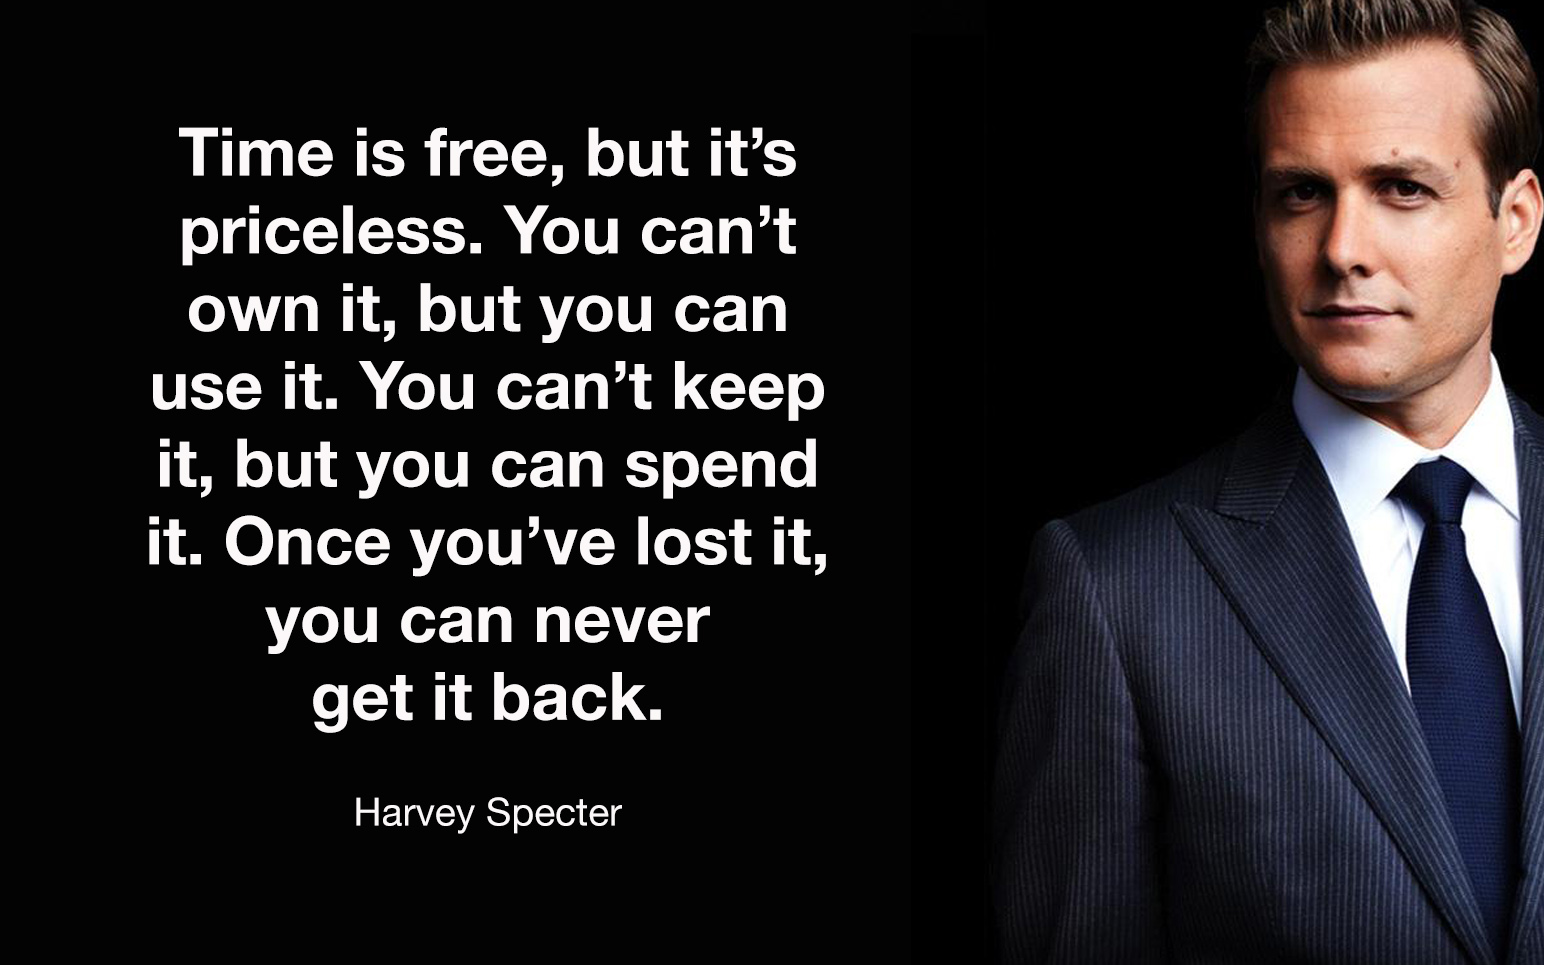 Time is free, but it’s
priceless. You can’t
own it, but you can
use it. You can’t keep
it, but you can spend
it. Once you’ve lost it,
you can never
get it back.
Harvey Specter